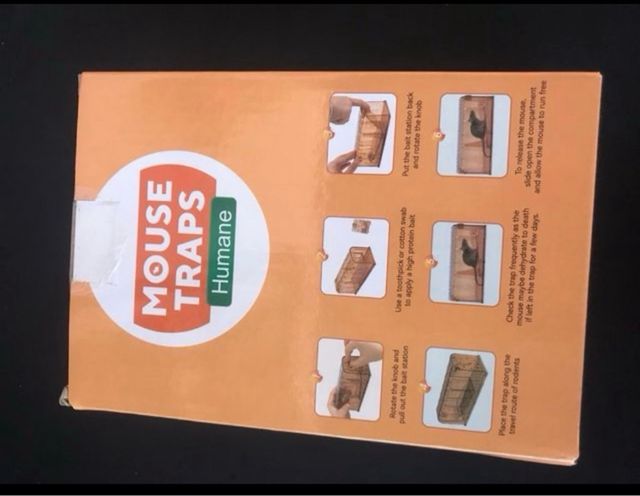 MOUSE
TRAPS
Humane
Rotate the knob and
pull out the bait station
Use a toothpick or cotton swab
to apply a high protein bait
Put the bait station back
and rotate the knob
Place the trap along the
travel route of rodents
Check the trap frequently as the
mouse maybe dehydrate to death
if left in the trap for a few days.
To release the mouse,
slide open the compartment
and allow the mouse to run free